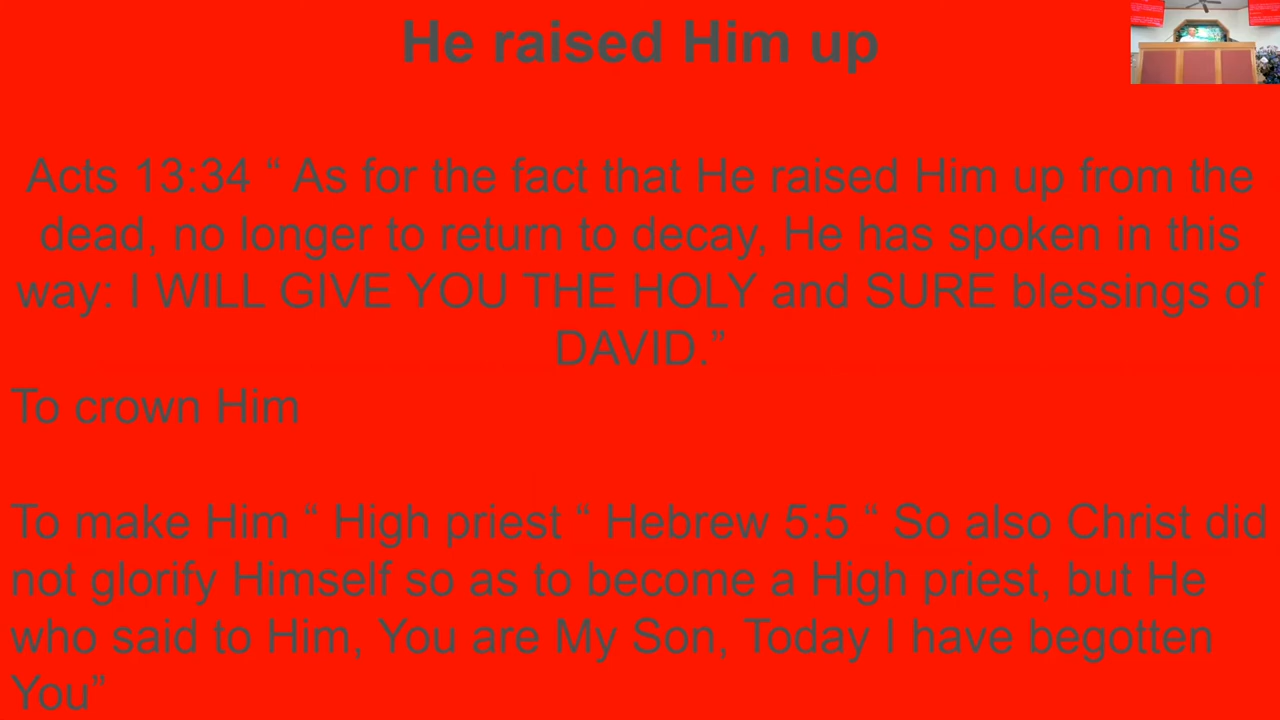 He raised Him up
Acts 13:34 “ As for the fact that He raised Him up from the
dead, no longer to return to decay, He has spoken in this
way: I WILL GIVE YOU THE HOLY and SURE blessings of
DAVID.”
To crown Him
To make Him “ High priest “ Hebrew 5:5 “ So also Christ did
not glorify Himself so as to become a High priest, but He
who said to Him, You are My Son, Today I have begotten
You”